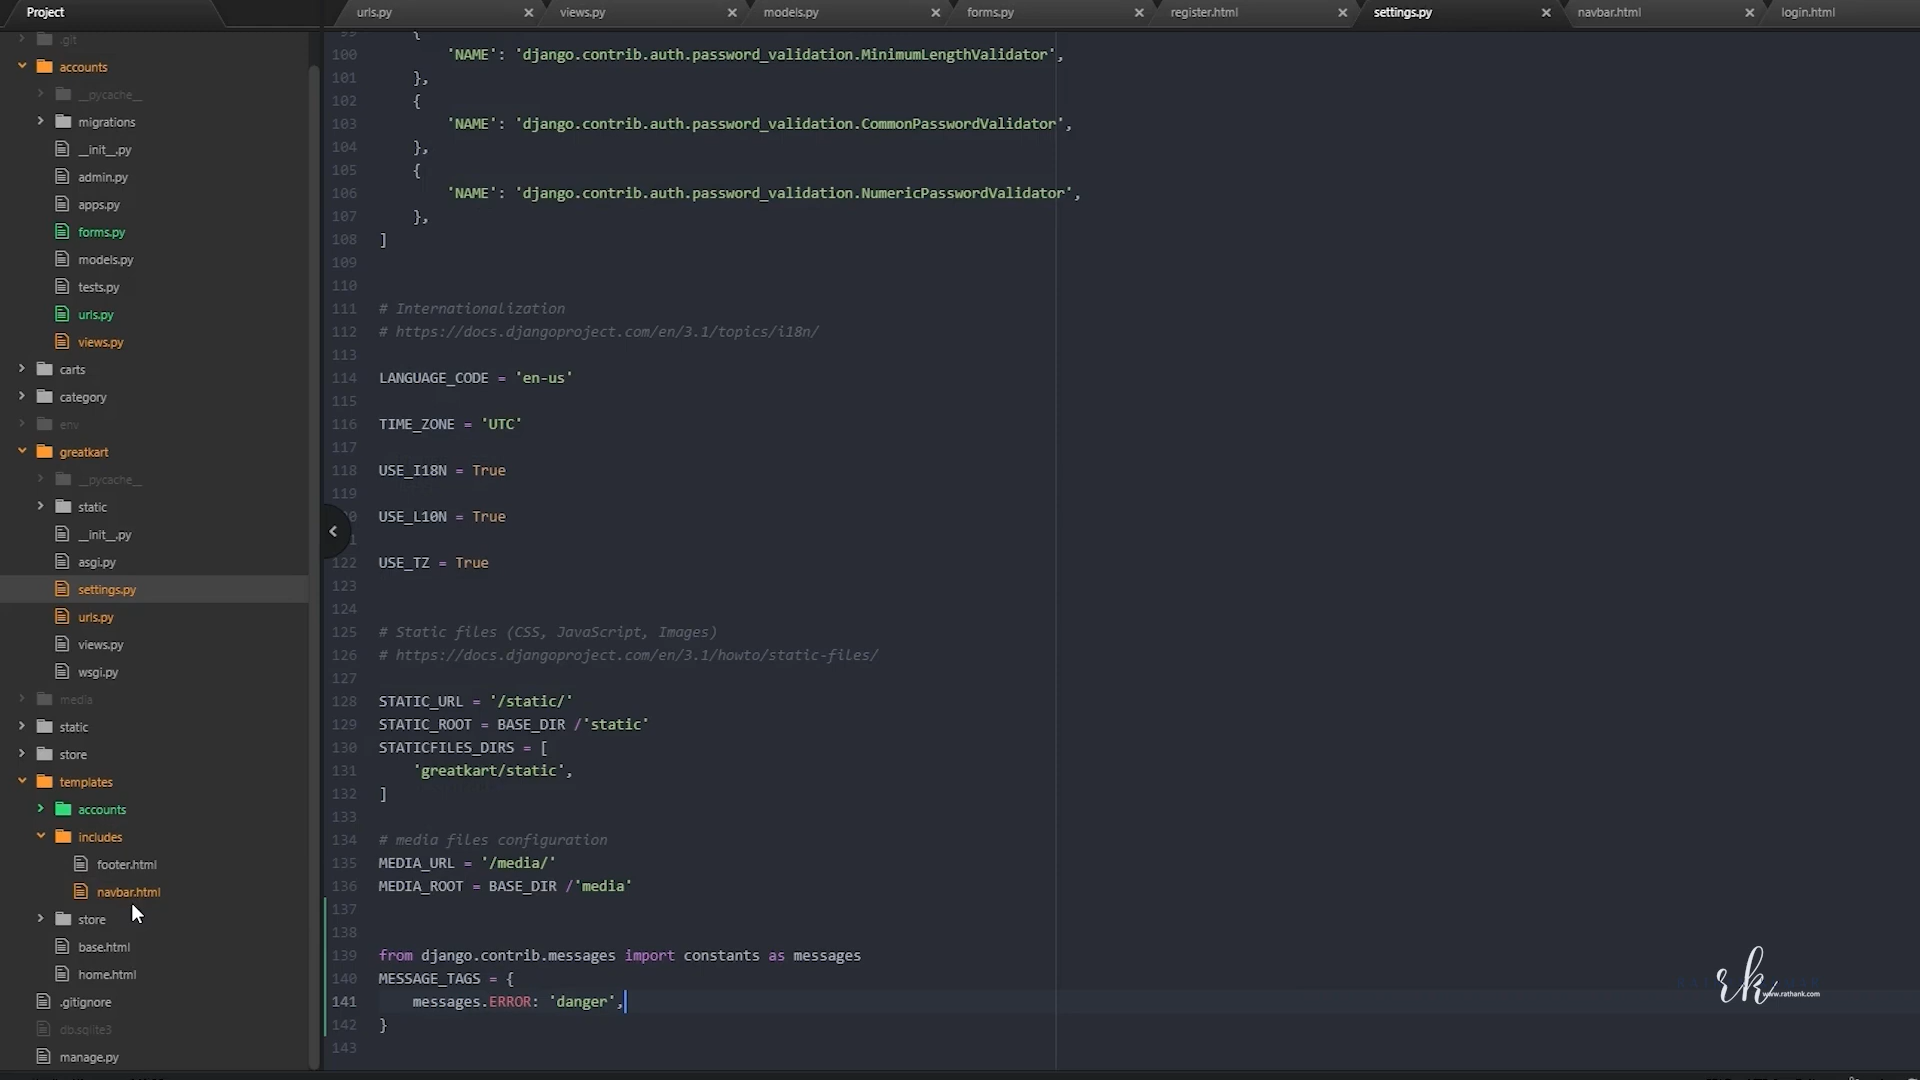 Project
urls.py
views.py
models.py
forms.py
register.html
settings.py
navbar.html
login.html
.git
accounts
__pycache__
migrations
__init__.py
admin.py
apps.py
forms.py
models.py
tests.py
urls.py
views.py
carts
category
env
greatkart
__pycache__
static
__init__.py
asgi.py
settings.py
urls.py
views.py
wsgi.py
media
static
store
templates
accounts
includes
footer.html
navbar.html
store
base.html
home.html
.gitignore
db.sqlite3
manage.py
99 {
100 'NAME': 'django.contrib.auth.password_validation.MinimumLengthValidator',
101 },
102 {
103 'NAME': 'django.contrib.auth.password_validation.CommonPasswordValidator',
104 },
105 {
106 'NAME': 'django.contrib.auth.password_validation.NumericPasswordValidator',
107 },
108 ]
109
110
111 # Internationalization
112 # https://docs.djangoproject.com/en/3.1/topics/i18n/
113
114 LANGUAGE_CODE = 'en-us'
115
116 TIME_ZONE = 'UTC'
117
118 USE_I18N = True
119
USE_L10N = True
122 USE_TZ = True
123
124
125 # Static files (CSS, JavaScript, Images)
126 # https://docs.djangoproject.com/en/3.1/howto/static-files/
127
128 STATIC_URL = '/static/'
129 STATIC_ROOT = BASE_DIR /'static'
130 STATICFILES_DIRS = [
131 'greatkart/static',
132 ]
133
134 # media files configuration
135 MEDIA_URL = '/media/'
136 MEDIA_ROOT = BASE_DIR /'media'
137
138
139 from django.contrib.messages import constants as messages
140 MESSAGE_TAGS = {
141 messages.ERROR: 'danger',
142 }
143
rk
www.rathank.com